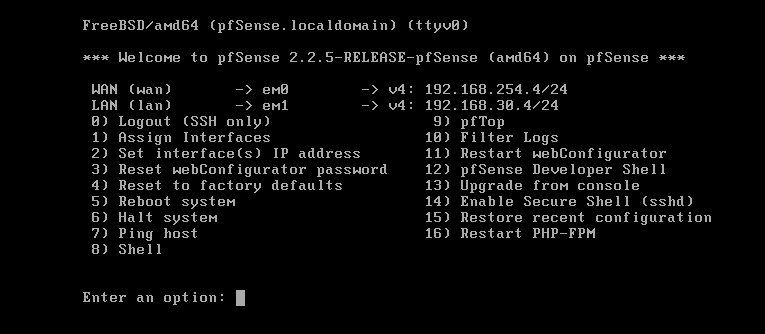 FreeBSD/amd64 (pfSense.localdomain) (ttyv0)
*** Welcome to pfSense 2.2.5-RELEASE-pfSense (amd64) on pfSense ***
WAN (wan) -> em0 -> v4: 192.168.254.4/24
LAN (lan) -> em1 -> v4: 192.168.30.4/24
0) Logout (SSH only) 9) pfTop
1) Assign Interfaces 10) Filter Logs
2) Set interface(s) IP address 11) Restart webConfigurator
3) Reset webConfigurator password 12) pfSense Developer Shell
4) Reset to factory defaults 13) Upgrade from console
5) Reboot system 14) Enable Secure Shell (sshd)
6) Halt system 15) Restore recent configuration
7) Ping host 16) Restart PHP-FPM
8) Shell
Enter an option: